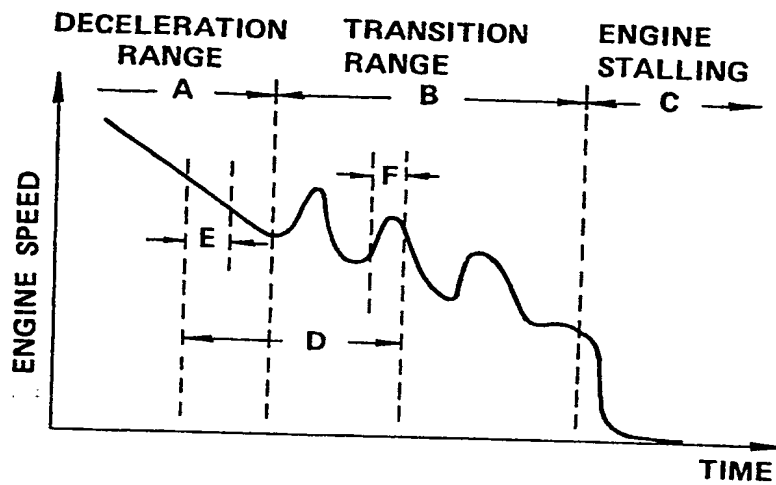 DECELERATION
RANGE
A
TRANSITION
RANGE
B
ENGINE
STALLING
C
F
E
D
ENGINE SPEED
TIME